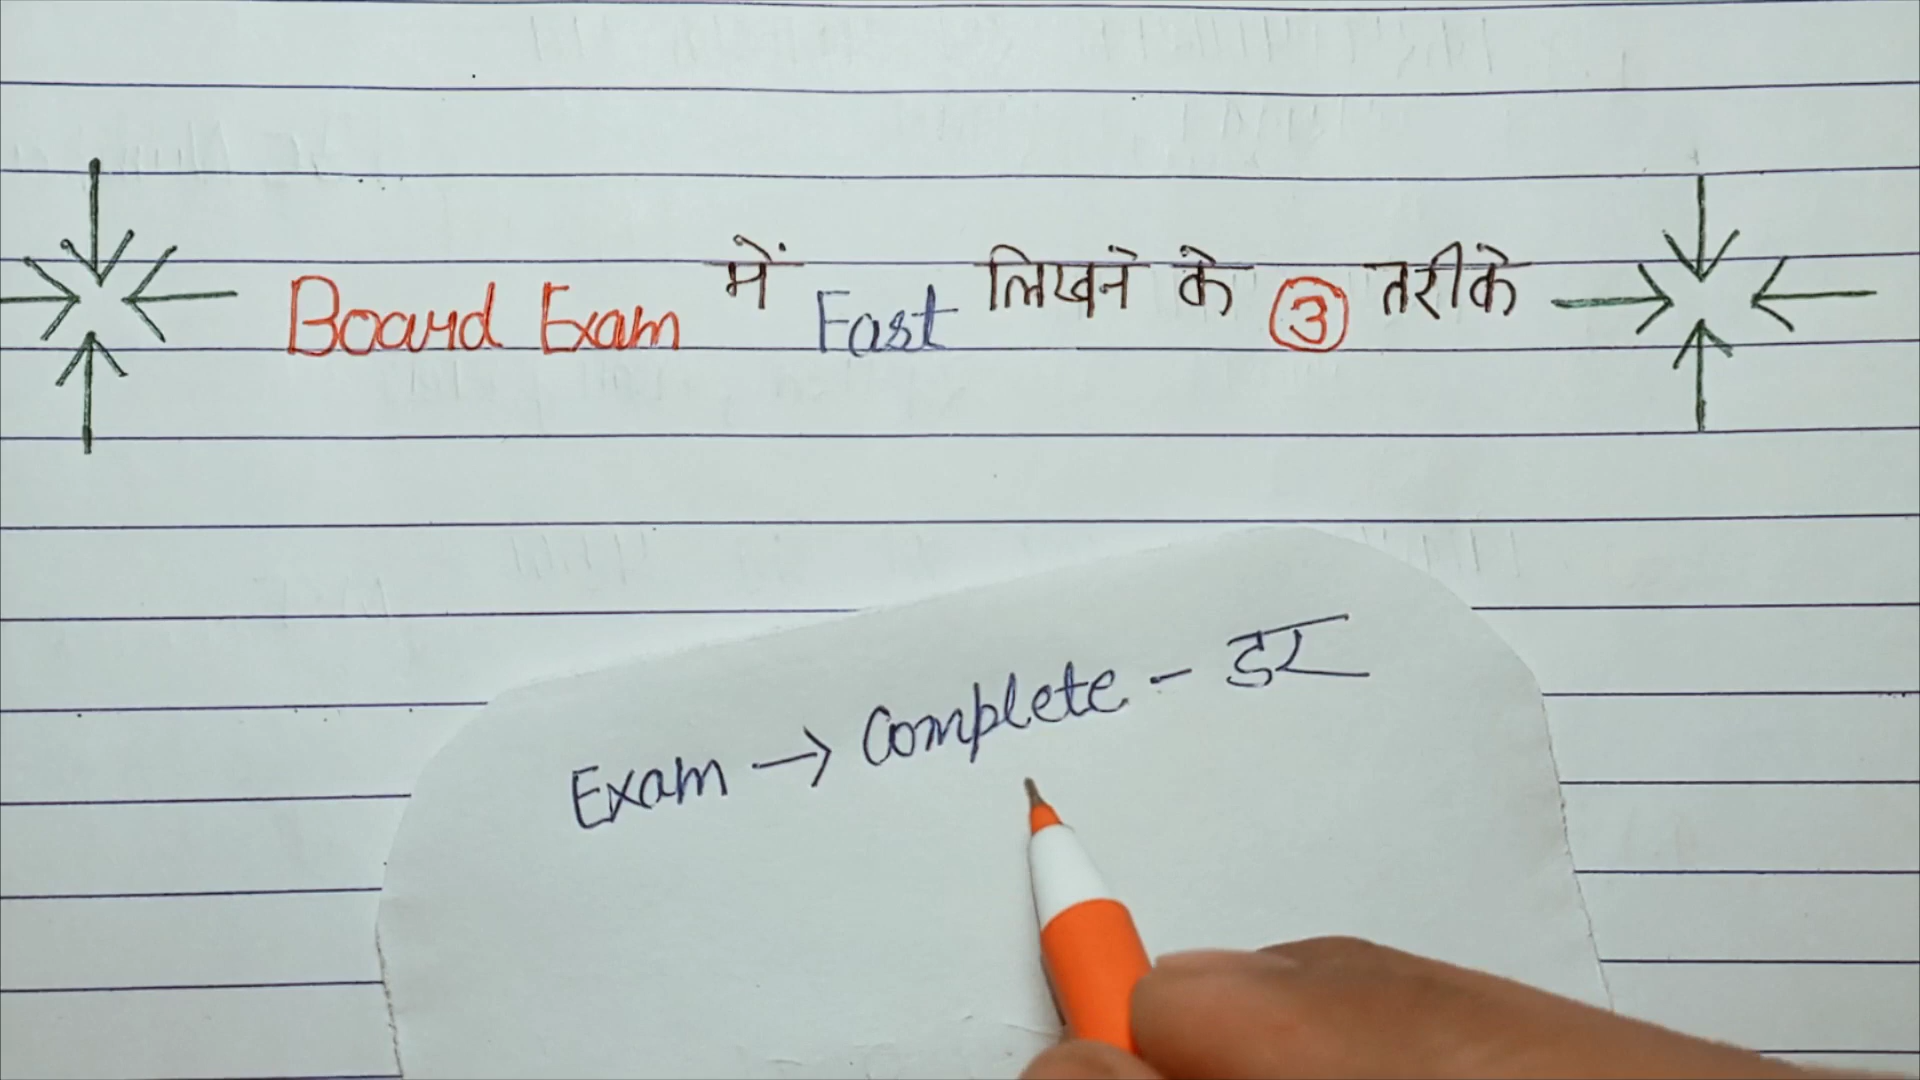 Board Exam में Fast लिखने के 3 तरीके
Exam → Complete - डर